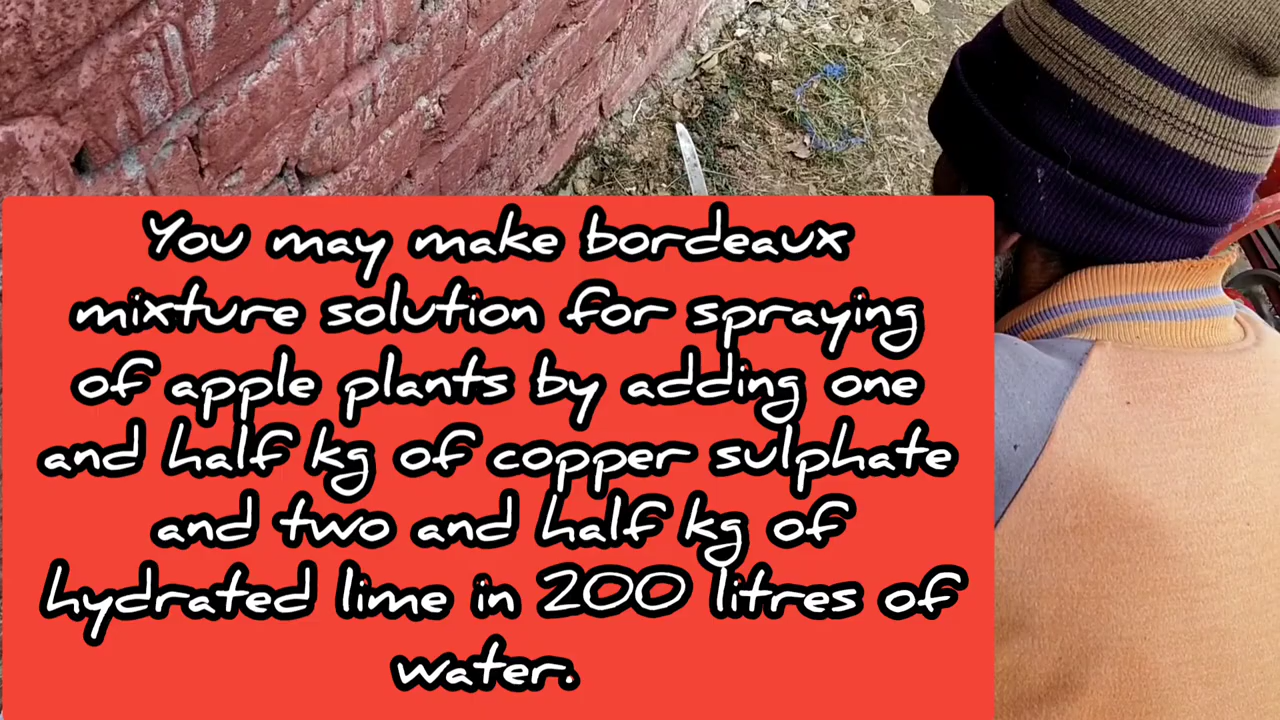 You may make bordeaux
mixture solution for spraying
of apple plants by adding one
and half kg of copper sulphate
and two and half kg of
hydrated lime in 200 litres of
water.